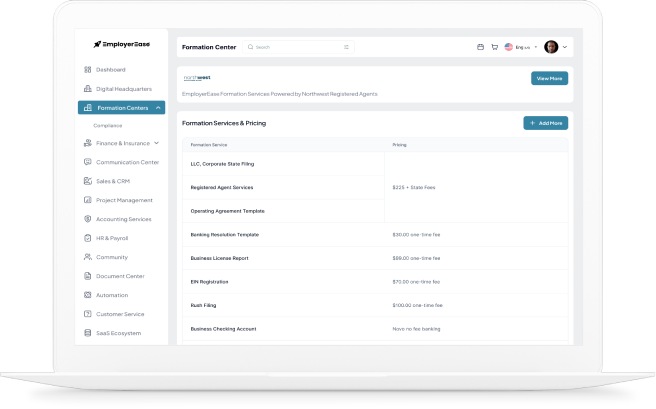 EmployerEase
Formation Center
Search
Eng
Dashboard
Digital Headquarters
Formation Centers
Compliance
Finance & Insurance
Communication Center
Sales & CRM
Project Management
Accounting Services
HR & Payroll
Community
Document Center
Automation
Customer Service
SaaS Ecosystem
northwest
View More
EmployerEase Formation Services Powered by Northwest Registered Agents
Formation Services & Pricing
+ Add More
Formation Service Pricing
LLC, Corporate State Filing
Registered Agent Services $225 + State Fees
Operating Agreement Template
Banking Resolution Template $30.00 one-time fee
Business License Report $99.00 one-time fee
EIN Registration $70.00 one-time fee
Rush Filing $100.00 one-time fee
Business Checking Account Novo no fee banking